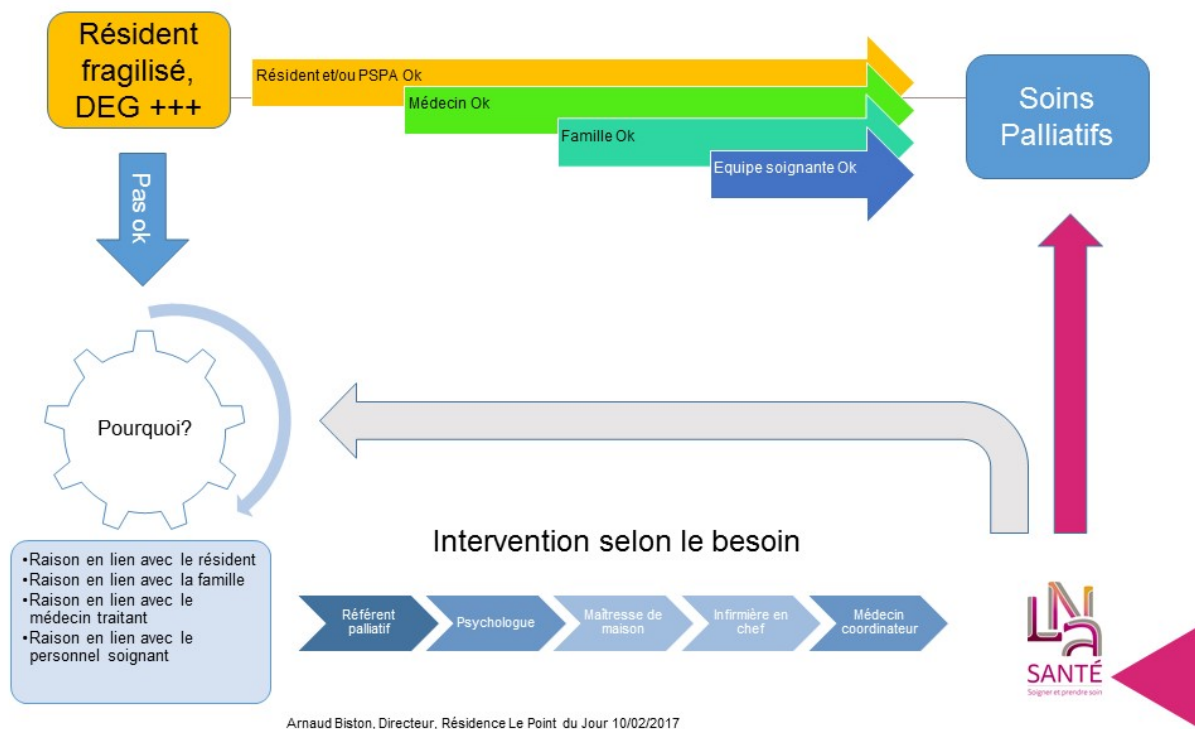 Résident
fragilisé,
DEG +++
Résident et/ou PSPA Ok
Médecin Ok
Famille Ok
Equipe soignante Ok
Soins
Palliatifs
Pas ok
Pourquoi?
•Raison en lien avec le résident
•Raison en lien avec la famille
•Raison en lien avec le
médecin traitant
•Raison en lien avec le
personnel soignant
Intervention selon le besoin
Référent
palliatif
Psychologue
Maîtresse de
maison
Infirmière en
chef
Médecin
coordinateur
LNa
SANTÉ
Soigner et prendre soin
Arnaud Biston, Directeur, Résidence Le Point du Jour 10/02/2017